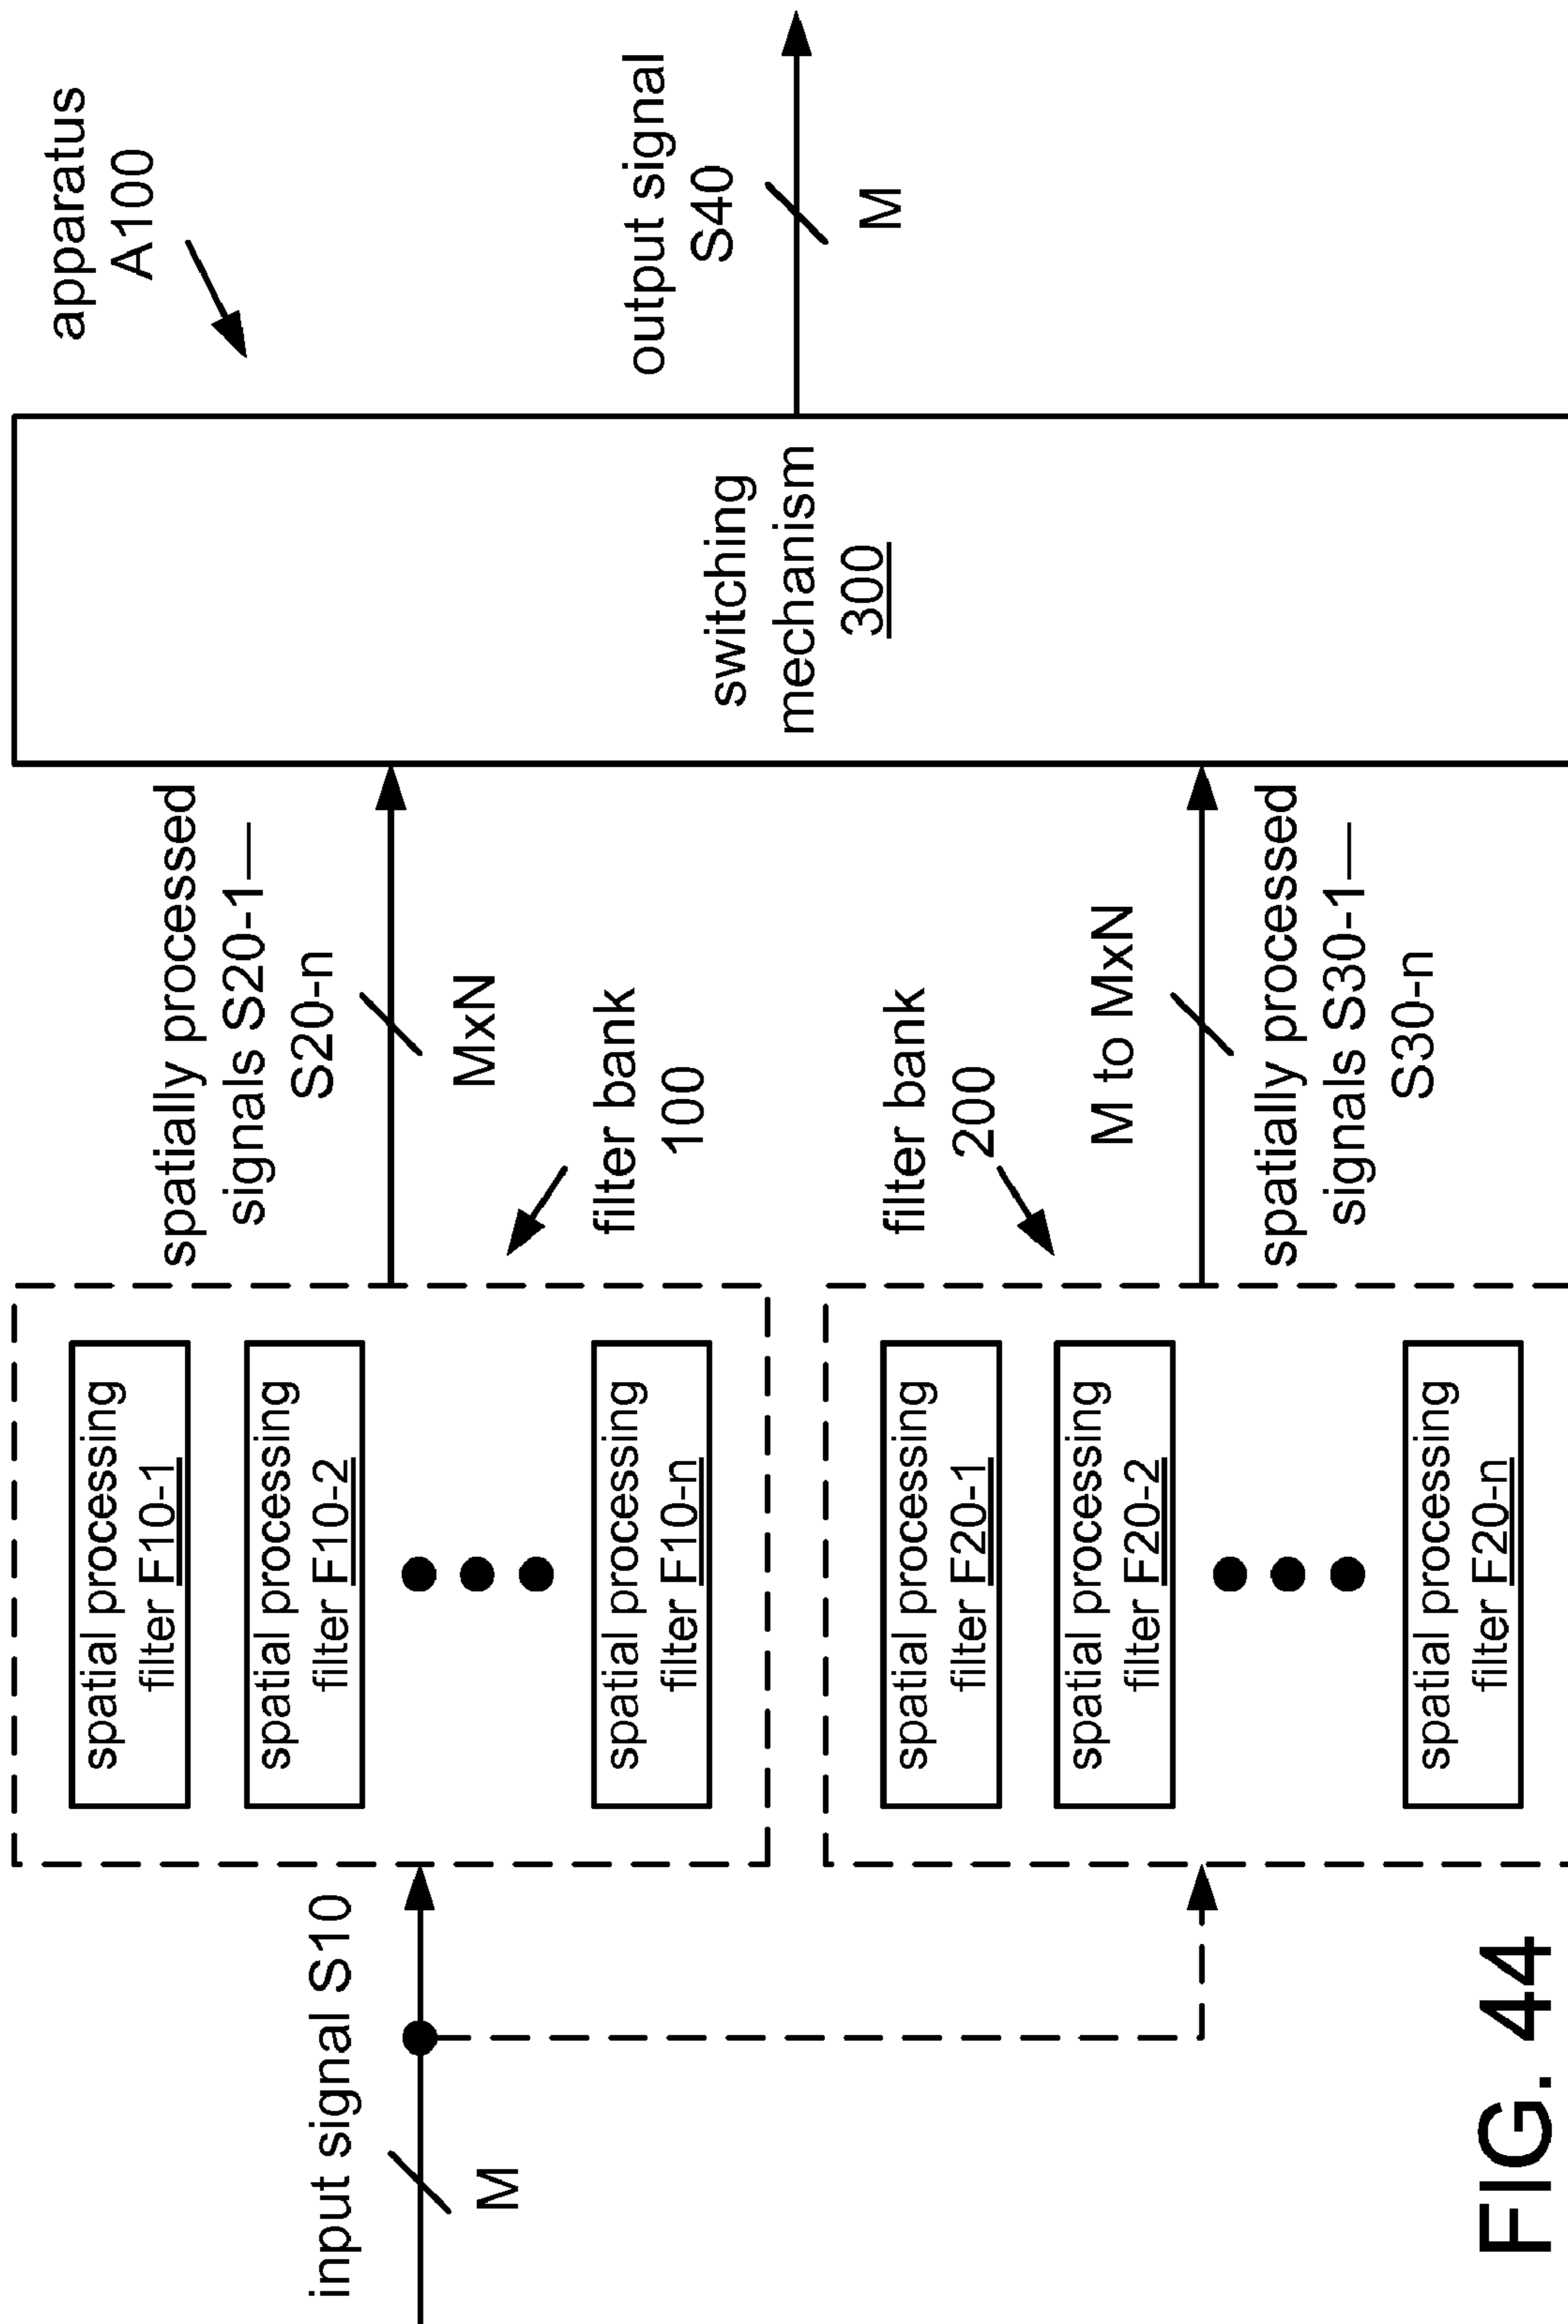 apparatus
A100
input signal S10
M
spatial processing
filter F10-1
spatial processing
filter F10-2
spatial processing
filter F10-n
spatially processed
signals S20-1—
S20-n
MxN
filter bank
100
switching
mechanism
300
output signal
S40
M
filter bank
200
spatial processing
filter F20-1
spatial processing
filter F20-2
spatial processing
filter F20-n
M to MxN
spatially processed
signals S30-1—
S30-n
FIG. 44